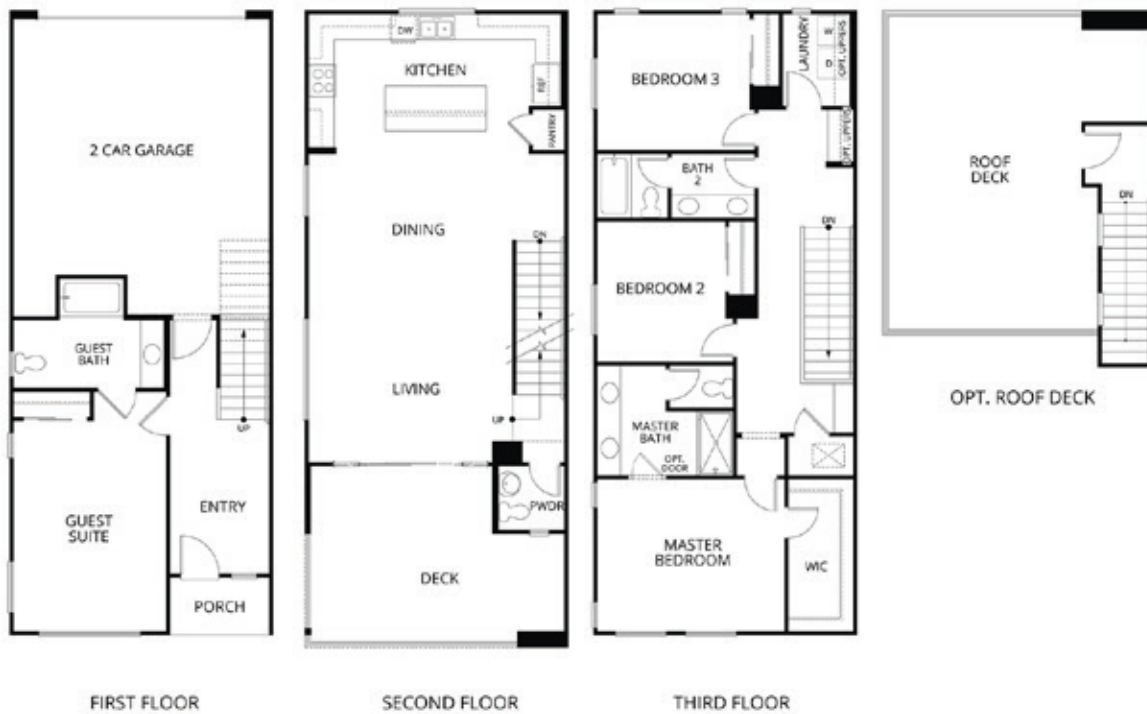 2 CAR GARAGE
GUEST
BATH
UP
ENTRY
GUEST
SUITE
PORCH
FIRST FLOOR
DW
KITCHEN
REF
PANTRY
DINING
DN
LIVING
UP
PWDR
DECK
SECOND FLOOR
LAUNDRY
W
D
OPT. UPPERS
BEDROOM 3
OPT. UPPERS
BATH
2
DN
BEDROOM 2
MASTER
BATH
OPT.
DOOR
MASTER
BEDROOM
WIC
THIRD FLOOR
ROOF
DECK
DN
OPT. ROOF DECK